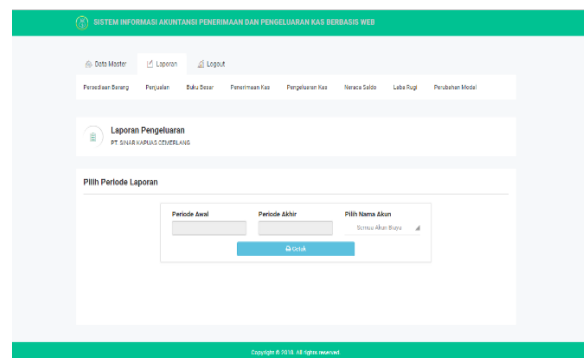 SISTEM INFORMASI AKUNTANSI PENERIMAAN DAN PENGELUARAN KAS BERBASIS WEB
Data Master Laporan Logout
Persediaan Barang Penjualan Buku Besar Penerimaan Kas Pengeluaran Kas Neraca Saldo Laba Rugi Perubahan Modal
Laporan Pengeluaran
PT. SINAR KAPUAS CEMERLANG
Pilih Periode Laporan
Periode Awal Periode Akhir Pilih Nama Akun
Semua Akun Biaya
Cetak
Copyright © 2018. All rights reserved.